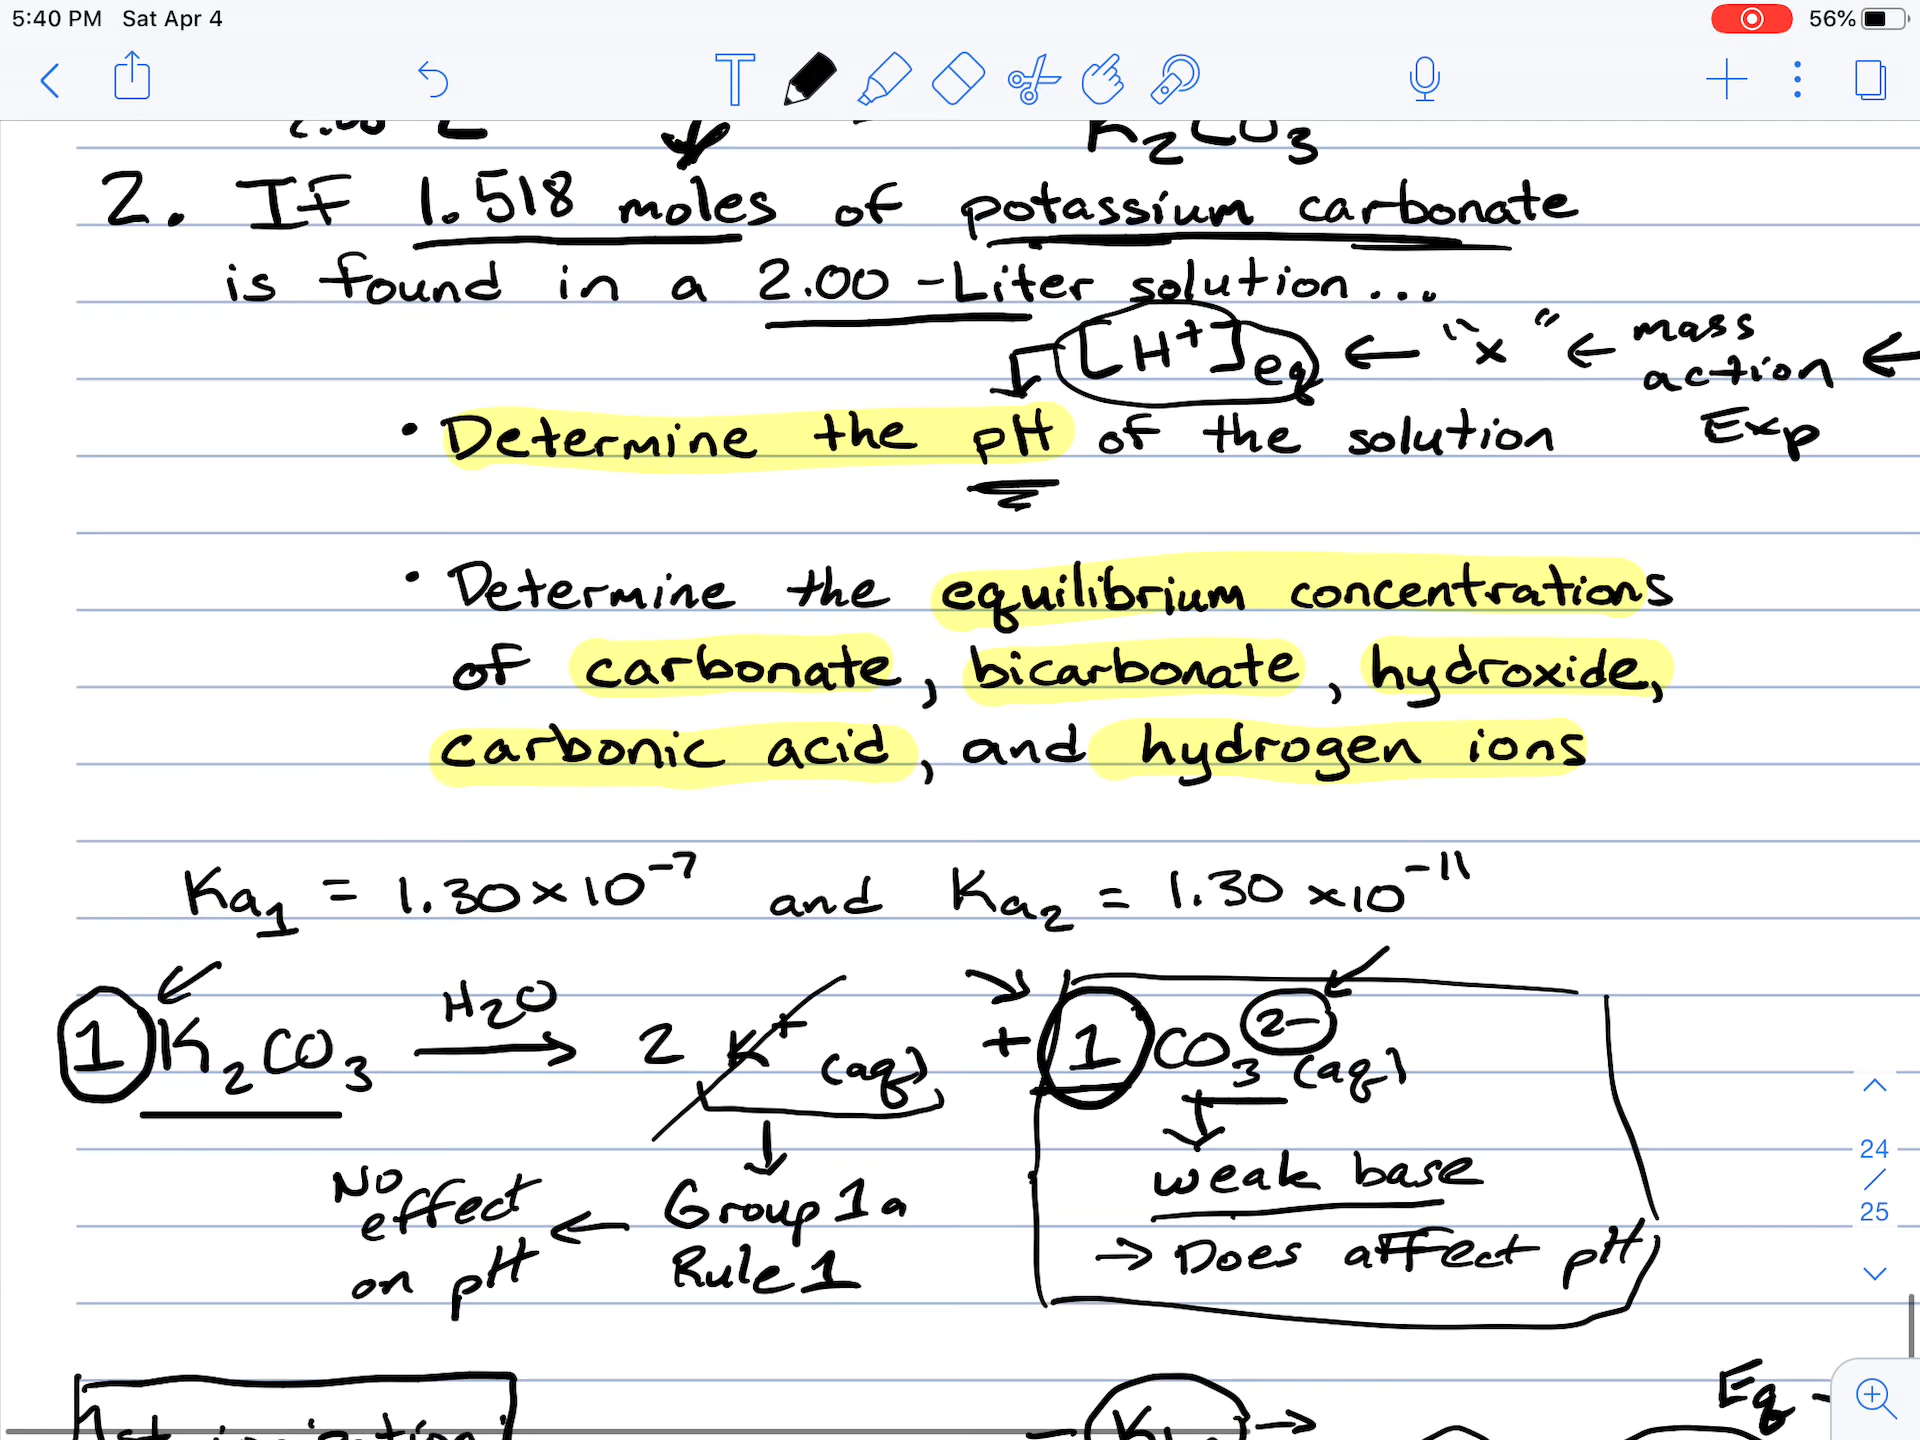 5:40 PM Sat Apr 4
56%
K₂CO₃
2. If 1.518 moles of potassium carbonate
is found in a 2.00-Liter solution...
[H⁺]eq ← "x" ← mass action Exp ←
• Determine the pH of the solution
• Determine the equilibrium concentrations
of carbonate, bicarbonate, hydroxide,
carbonic acid, and hydrogen ions
Ka₁ = 1.30 x 10⁻⁷ and Ka₂ = 1.30 x 10⁻¹¹
1 K₂CO₃ H₂O → 2 K⁺ (aq) + 1 CO₃²⁻ (aq)
No effect on pH ← Group 1a Rule 1
weak base
→ Does affect pH
24 / 25
Eq